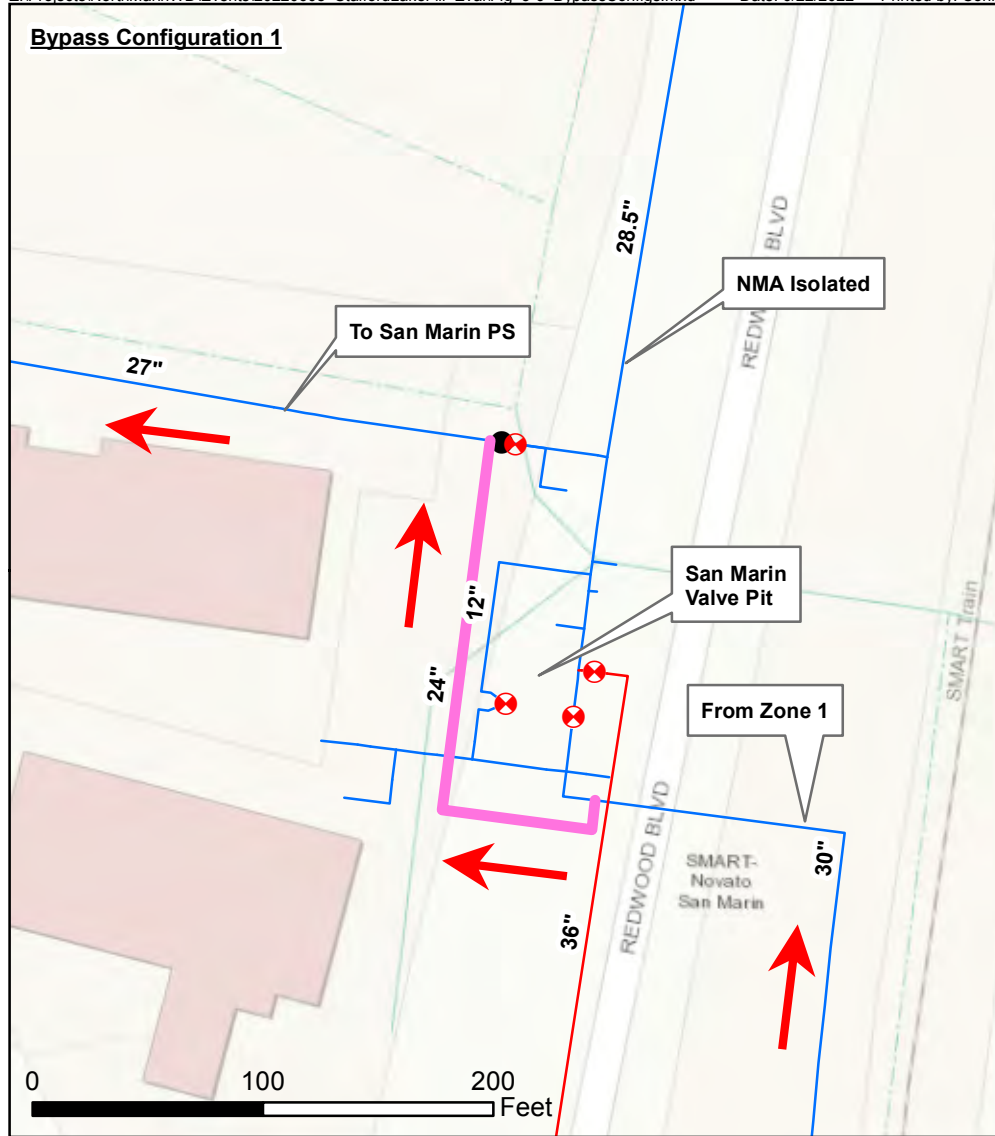 Bypass Configuration 1
28.5"
REDWOOD BLVD
NMA Isolated
To San Marin PS
27"
San Marin
Valve Pit
12"
24"
SMART Train
From Zone 1
30"
SMART-
Novato
San Marin
REDWOOD BLVD
36"
0 100 200
Feet